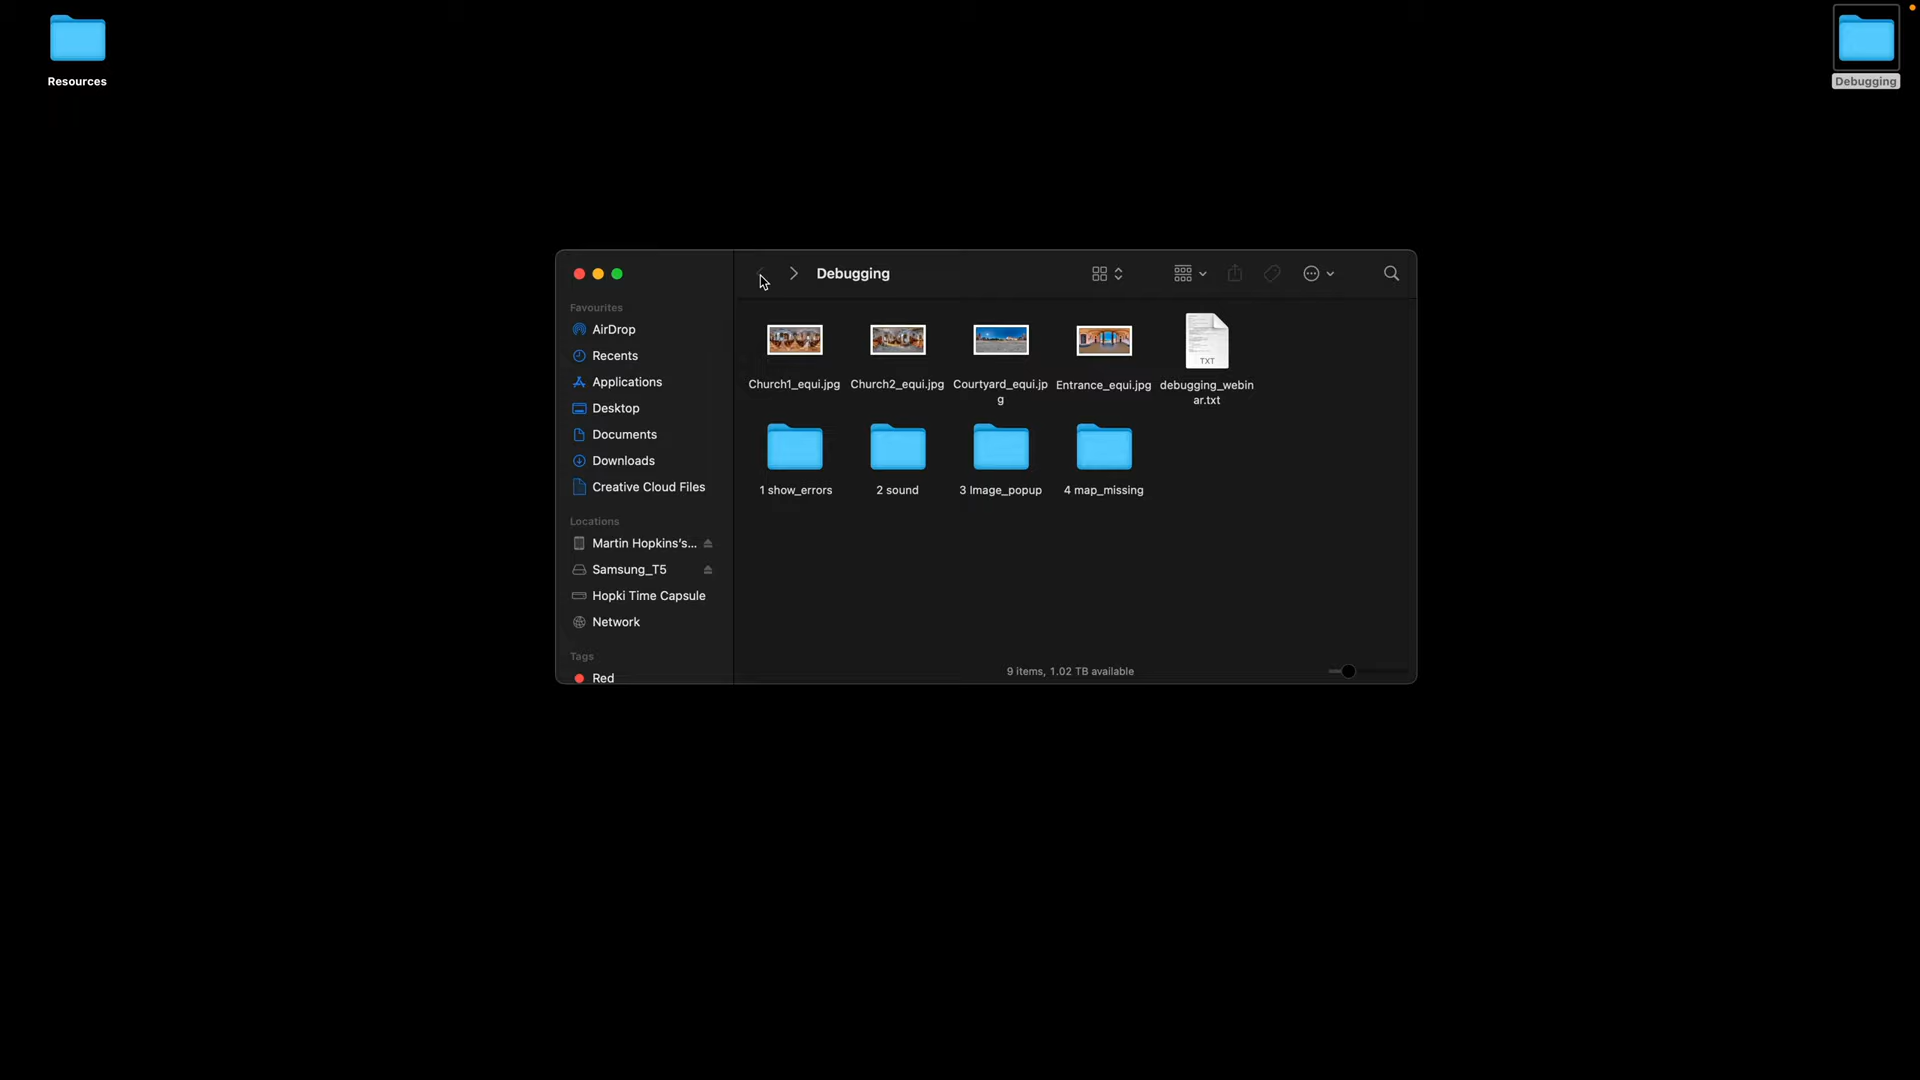 Resources
Debugging
Debugging
Favourites
AirDrop
Recents
Applications
Desktop
Documents
Downloads
Creative Cloud Files
Locations
Martin Hopkins's...
Samsung_T5
Hopki Time Capsule
Network
Tags
Red
Church1_equi.jpg
Church2_equi.jpg
Courtyard_equi.jp
g
Entrance_equi.jpg
TXT
debugging_webin
ar.txt
1 show_errors
2 sound
3 Image_popup
4 map_missing
9 items, 1.02 TB available